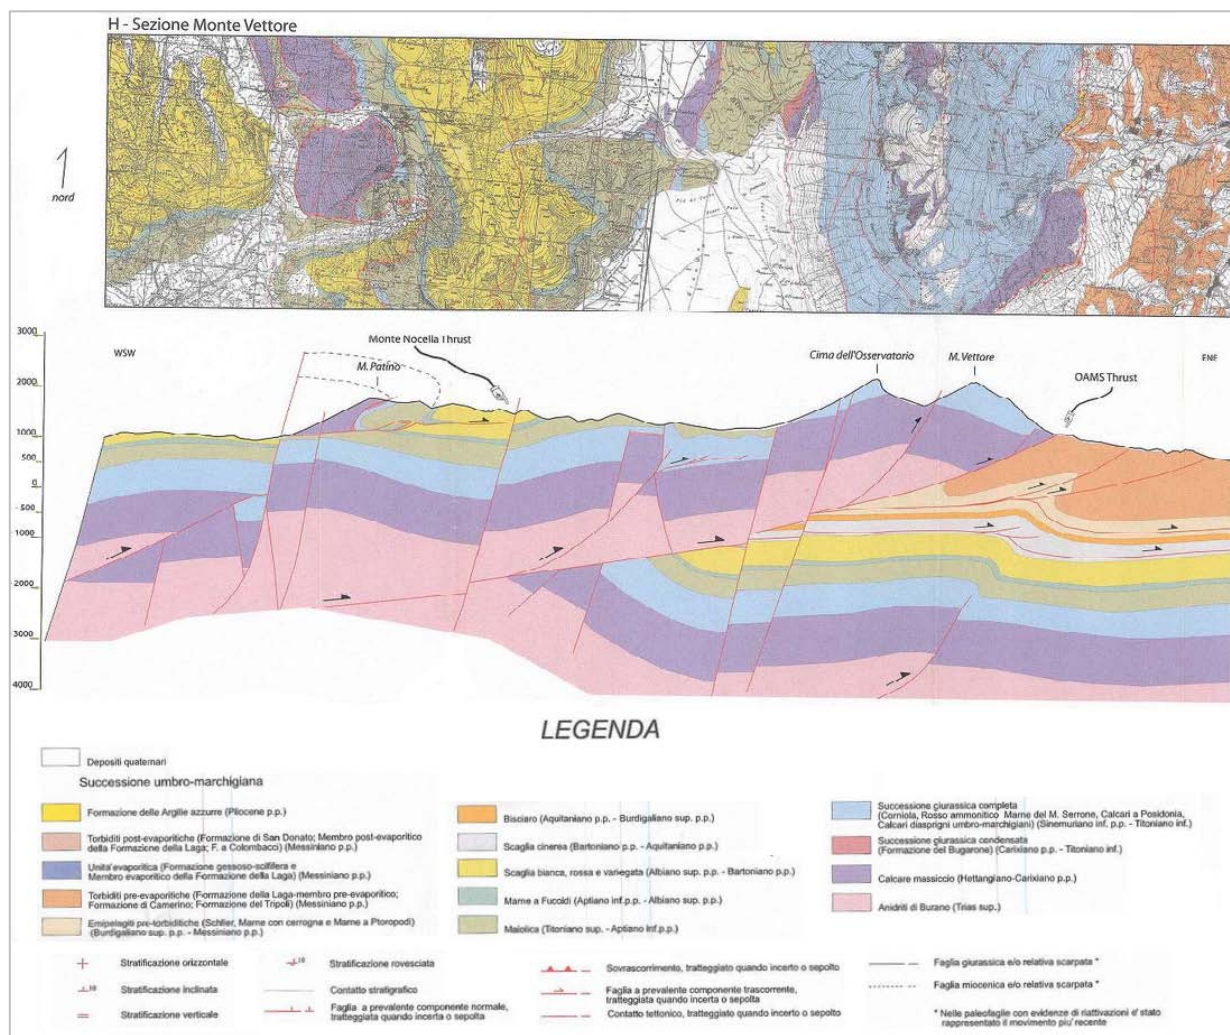 H - Sezione Monte Vettore
nord
3000
2000
1000
500
0
- 500
- 1000
2000
3000
4000
WSW
M. Patino
Monte Nocella Thrust
Cima dell'Osservatorio
M. Vettore
OAMS Thrust
ENE
LEGENDA
Depositi quaternari
Successione umbro-marchigiana
Formazione delle Argille azzurre (Pliocene p.p.)
Torbiditi post-evaporitiche (Formazione di San Donato; Membro post-evaporitico
della Formazione della Laga; F. a Colombacci) (Messiniano p.p.)
Unita'evaporitica (Formazione gessoso-solfifera e
Membro evaporitico della Formazione della Laga) (Messiniano p.p.)
Torbiditi pre-evaporitiche (Formazione della Laga-membro pre-evaporitico;
Formazione di Camerino; Formazione del Tripoli) (Messiniano p.p.)
Emipelagiti pre-torbiditiche (Schlier, Marne con cerrogna e Marne a Pteropodi)
(Burdigaliano sup. p.p. - Messiniano p.p.)
Bisciaro (Aquitaniano p.p. - Burdigaliano sup. p.p.)
Scaglia cinerea (Bartoniano p.p. - Aquitaniano p.p.)
Scaglia bianca, rossa e variegata (Albiano sup. p.p. - Bartoniano p.p.)
Marne a Fucoidi (Aptiano inf.p.p. - Albiano sup. p.p.)
Maiolica (Titoniano sup. - Aptiano Inf.p.p.)
Successione giurassica completa
(Corniola, Rosso ammonitico Marne del M. Serrone, Calcari a Posidonia,
Calcari diasprigni umbro-marchigiani) (Sinemuriano inf. p.p. - Titoniano inf.)
Successione giurassica condensata
(Formazione del Bugarone) (Carixiano p.p. - Titoniano inf.)
Calcare massiccio (Hettangiano-Carixiano p.p.)
Anidriti di Burano (Trias sup.)
Stratificazione orizzontale
10 Stratificazione inclinata
Stratificazione verticale
10 Stratificazione rovesciata
Contatto stratigrafico
Faglia a prevalente componente normale,
tratteggiata quando incerta o sepolta
Sovrascorrimento, tratteggiato quando incerto o sepolto
Faglia a prevalente componente trascorrente,
tratteggiata quando incerta o sepolta
Contatto tettonico, tratteggiato quando incerto o sepolto
Faglia giurassica e/o relativa scarpata *
Faglia miocenica e/o relativa scarpata *
* Nelle paleofaglie con evidenze di riattivazioni e' stato
rappresentato il movimento piu' recente